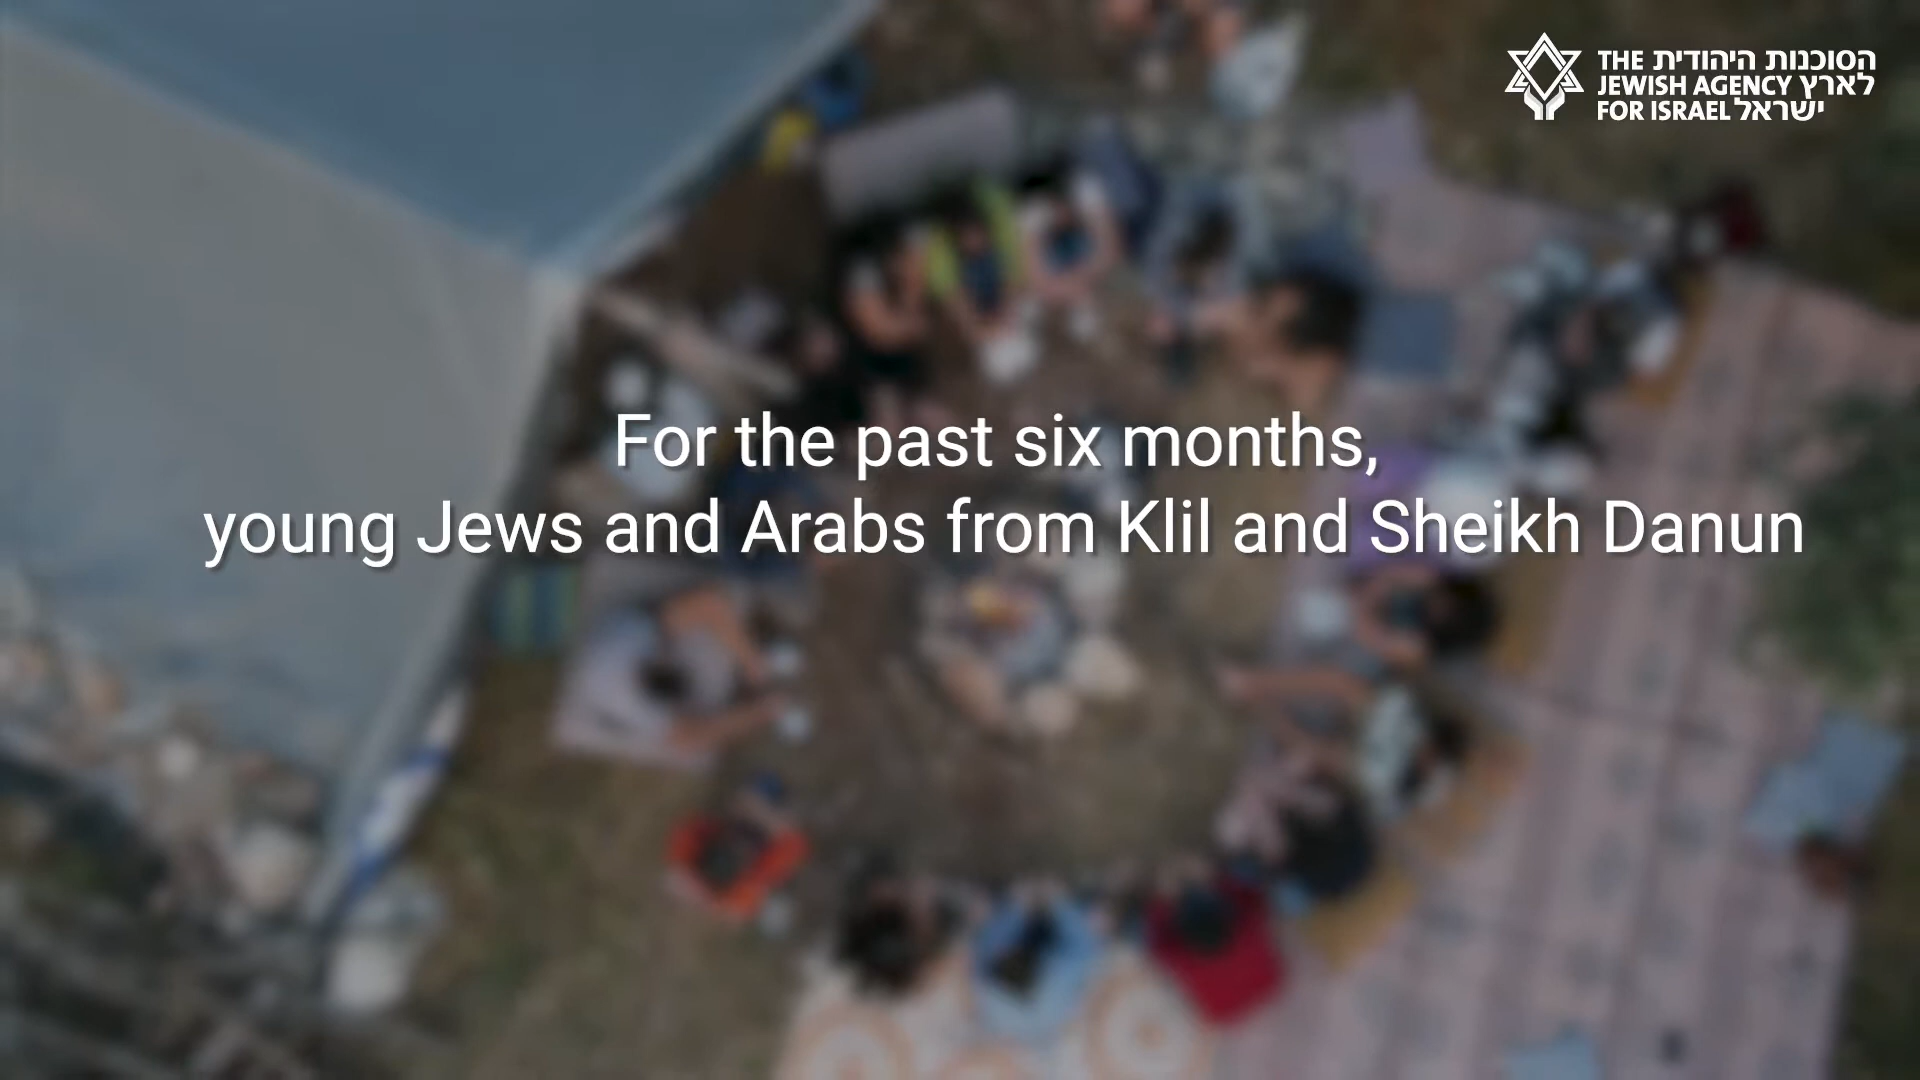 THE הסוכנות היהודית
JEWISH AGENCY לארץ
FOR ISRAEL ישראל
For the past six months,
young Jews and Arabs from Klil and Sheikh Danun